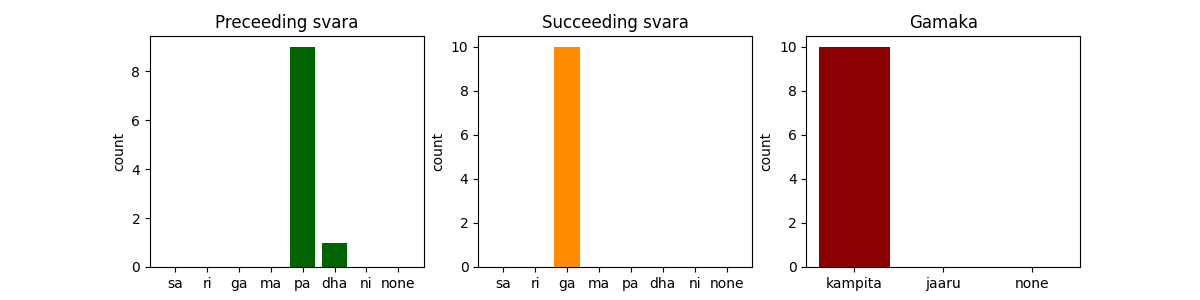 Preceeding svara
count
8
6
4
2
0
sa ri ga ma pa dha ni none
Succeeding svara
count
10
8
6
4
2
0
sa ri ga ma pa dha ni none
Gamaka
count
10
8
6
4
2
0
kampita jaaru none